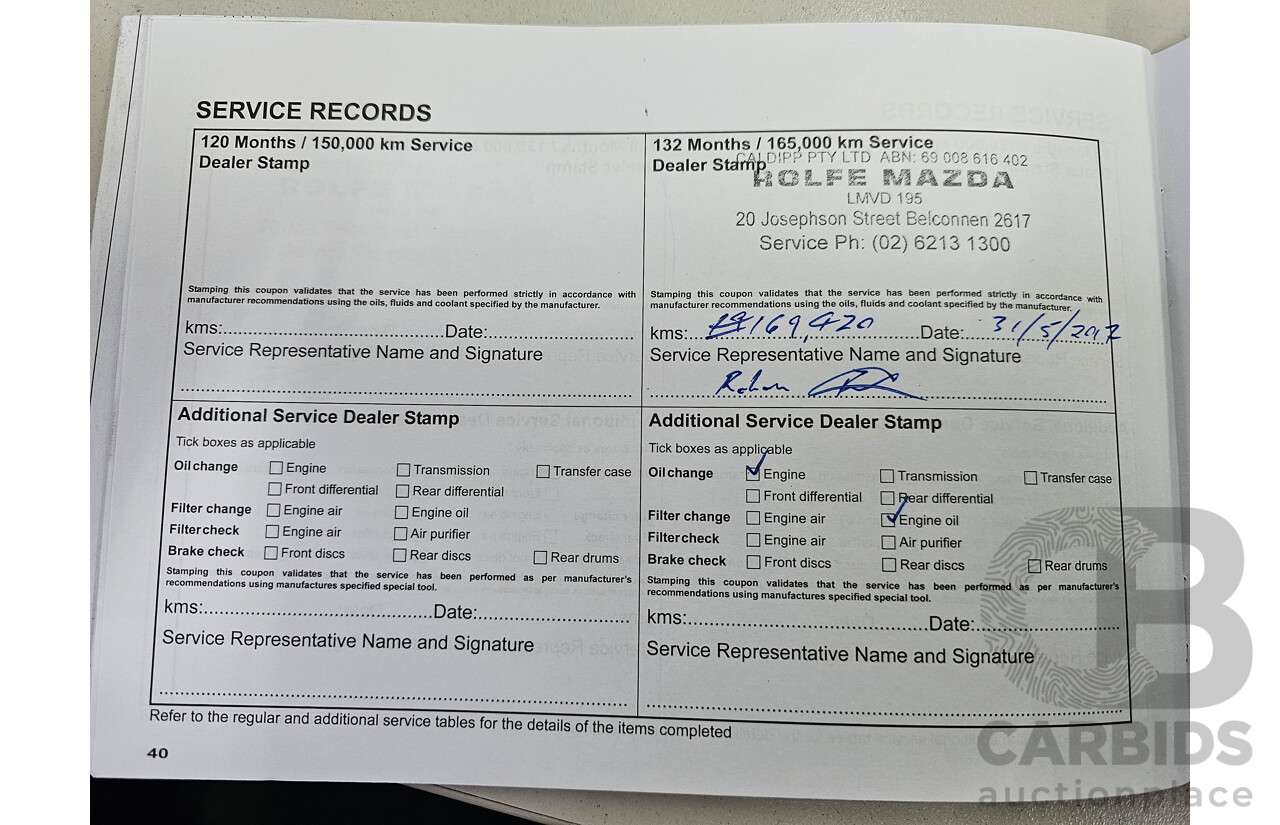 SERVICE RECORDS
120 Months / 150,000 km Service
Dealer Stamp
Stamping this coupon validates that the service has been performed strictly in accordance with
manufacturer recommendations using the oils, fluids and coolant specified by the manufacturer.
kms:..........Date:..........
Service Representative Name and Signature
Additional Service Dealer Stamp
Tick boxes as applicable
Oil change Engine Transmission Transfer case
Front differential Rear differential
Filter change Engine air Engine oil
Filter check Engine air Air purifier
Brake check Front discs Rear discs Rear drums
Stamping this coupon validates that the service has been performed as per manufacturer's
recommendations using manufactures specified special tool.
kms:..........Date:..........
Service Representative Name and Signature
132 Months / 165,000 km Service
Dealer Stamp
CALDIPP PTY LTD ABN: 69 008 616 402
ROLFE MAZDA
LMVD 195
20 Josephson Street Belconnen 2617
Service Ph: (02) 6213 1300
Stamping this coupon validates that the service has been performed strictly in accordance with
manufacturer recommendations using the oils, fluids and coolant specified by the manufacturer.
kms: 169,420 Date: 31/5/2017
Service Representative Name and Signature
Additional Service Dealer Stamp
Tick boxes as applicable
Oil change Engine Transmission Transfer case
Front differential Rear differential
Filter change Engine air Engine oil
Filter check Engine air Air purifier
Brake check Front discs Rear discs Rear drums
Stamping this coupon validates that the service has been performed as per manufacturer's
recommendations using manufactures specified special tool.
kms:..........Date:..........
Service Representative Name and Signature
Refer to the regular and additional service tables for the details of the items completed
40
CB
CARBIDS
auctionplace